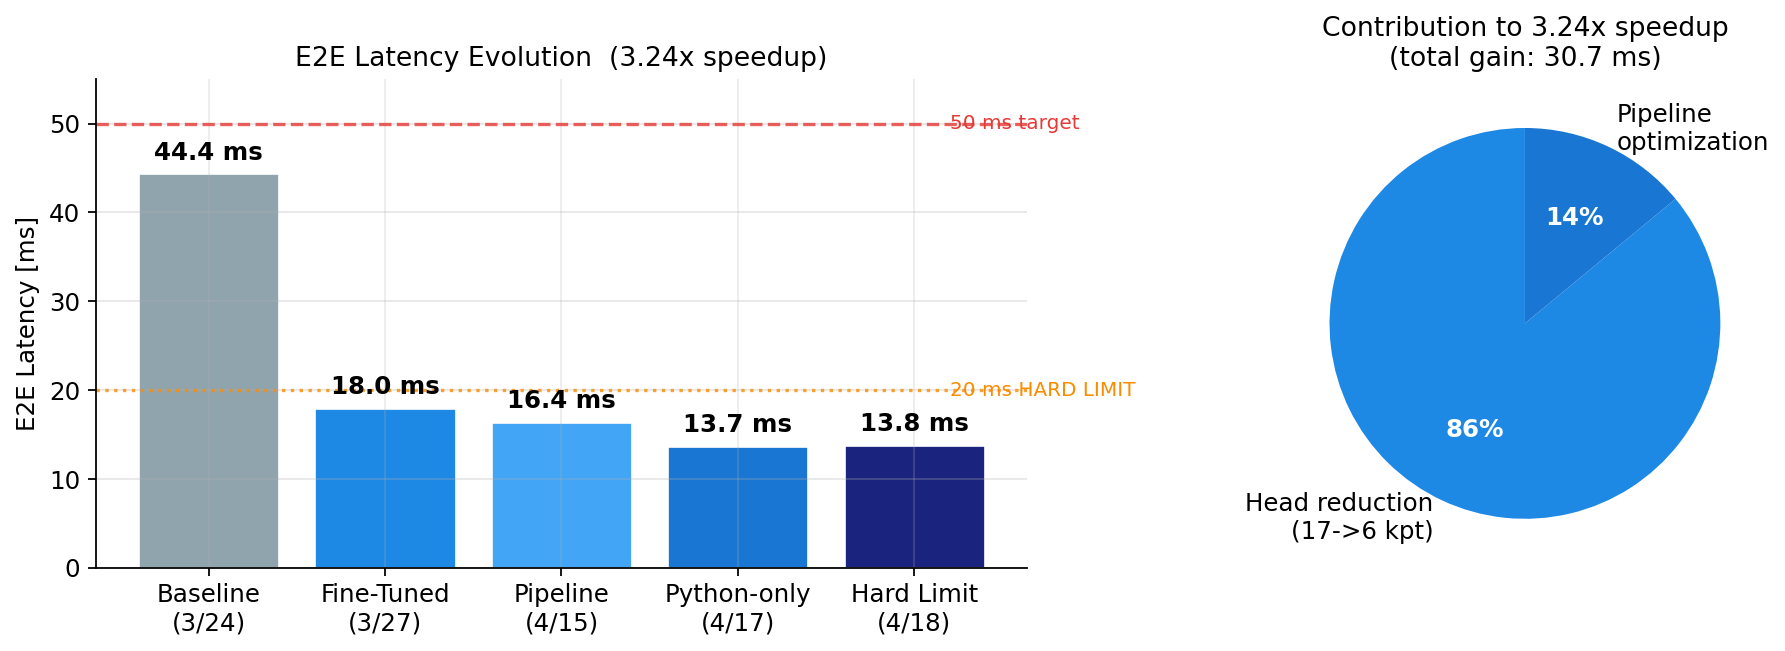 E2E Latency Evolution  (3.24x speedup)
E2E Latency [ms]
50
40
30
20
10
0
50 ms target
20 ms HARD LIMIT
44.4 ms
18.0 ms
16.4 ms
13.7 ms
13.8 ms
Baseline
(3/24)
Fine-Tuned
(3/27)
Pipeline
(4/15)
Python-only
(4/17)
Hard Limit
(4/18)
Contribution to 3.24x speedup
(total gain: 30.7 ms)
Pipeline
optimization
14%
86%
Head reduction
(17->6 kpt)